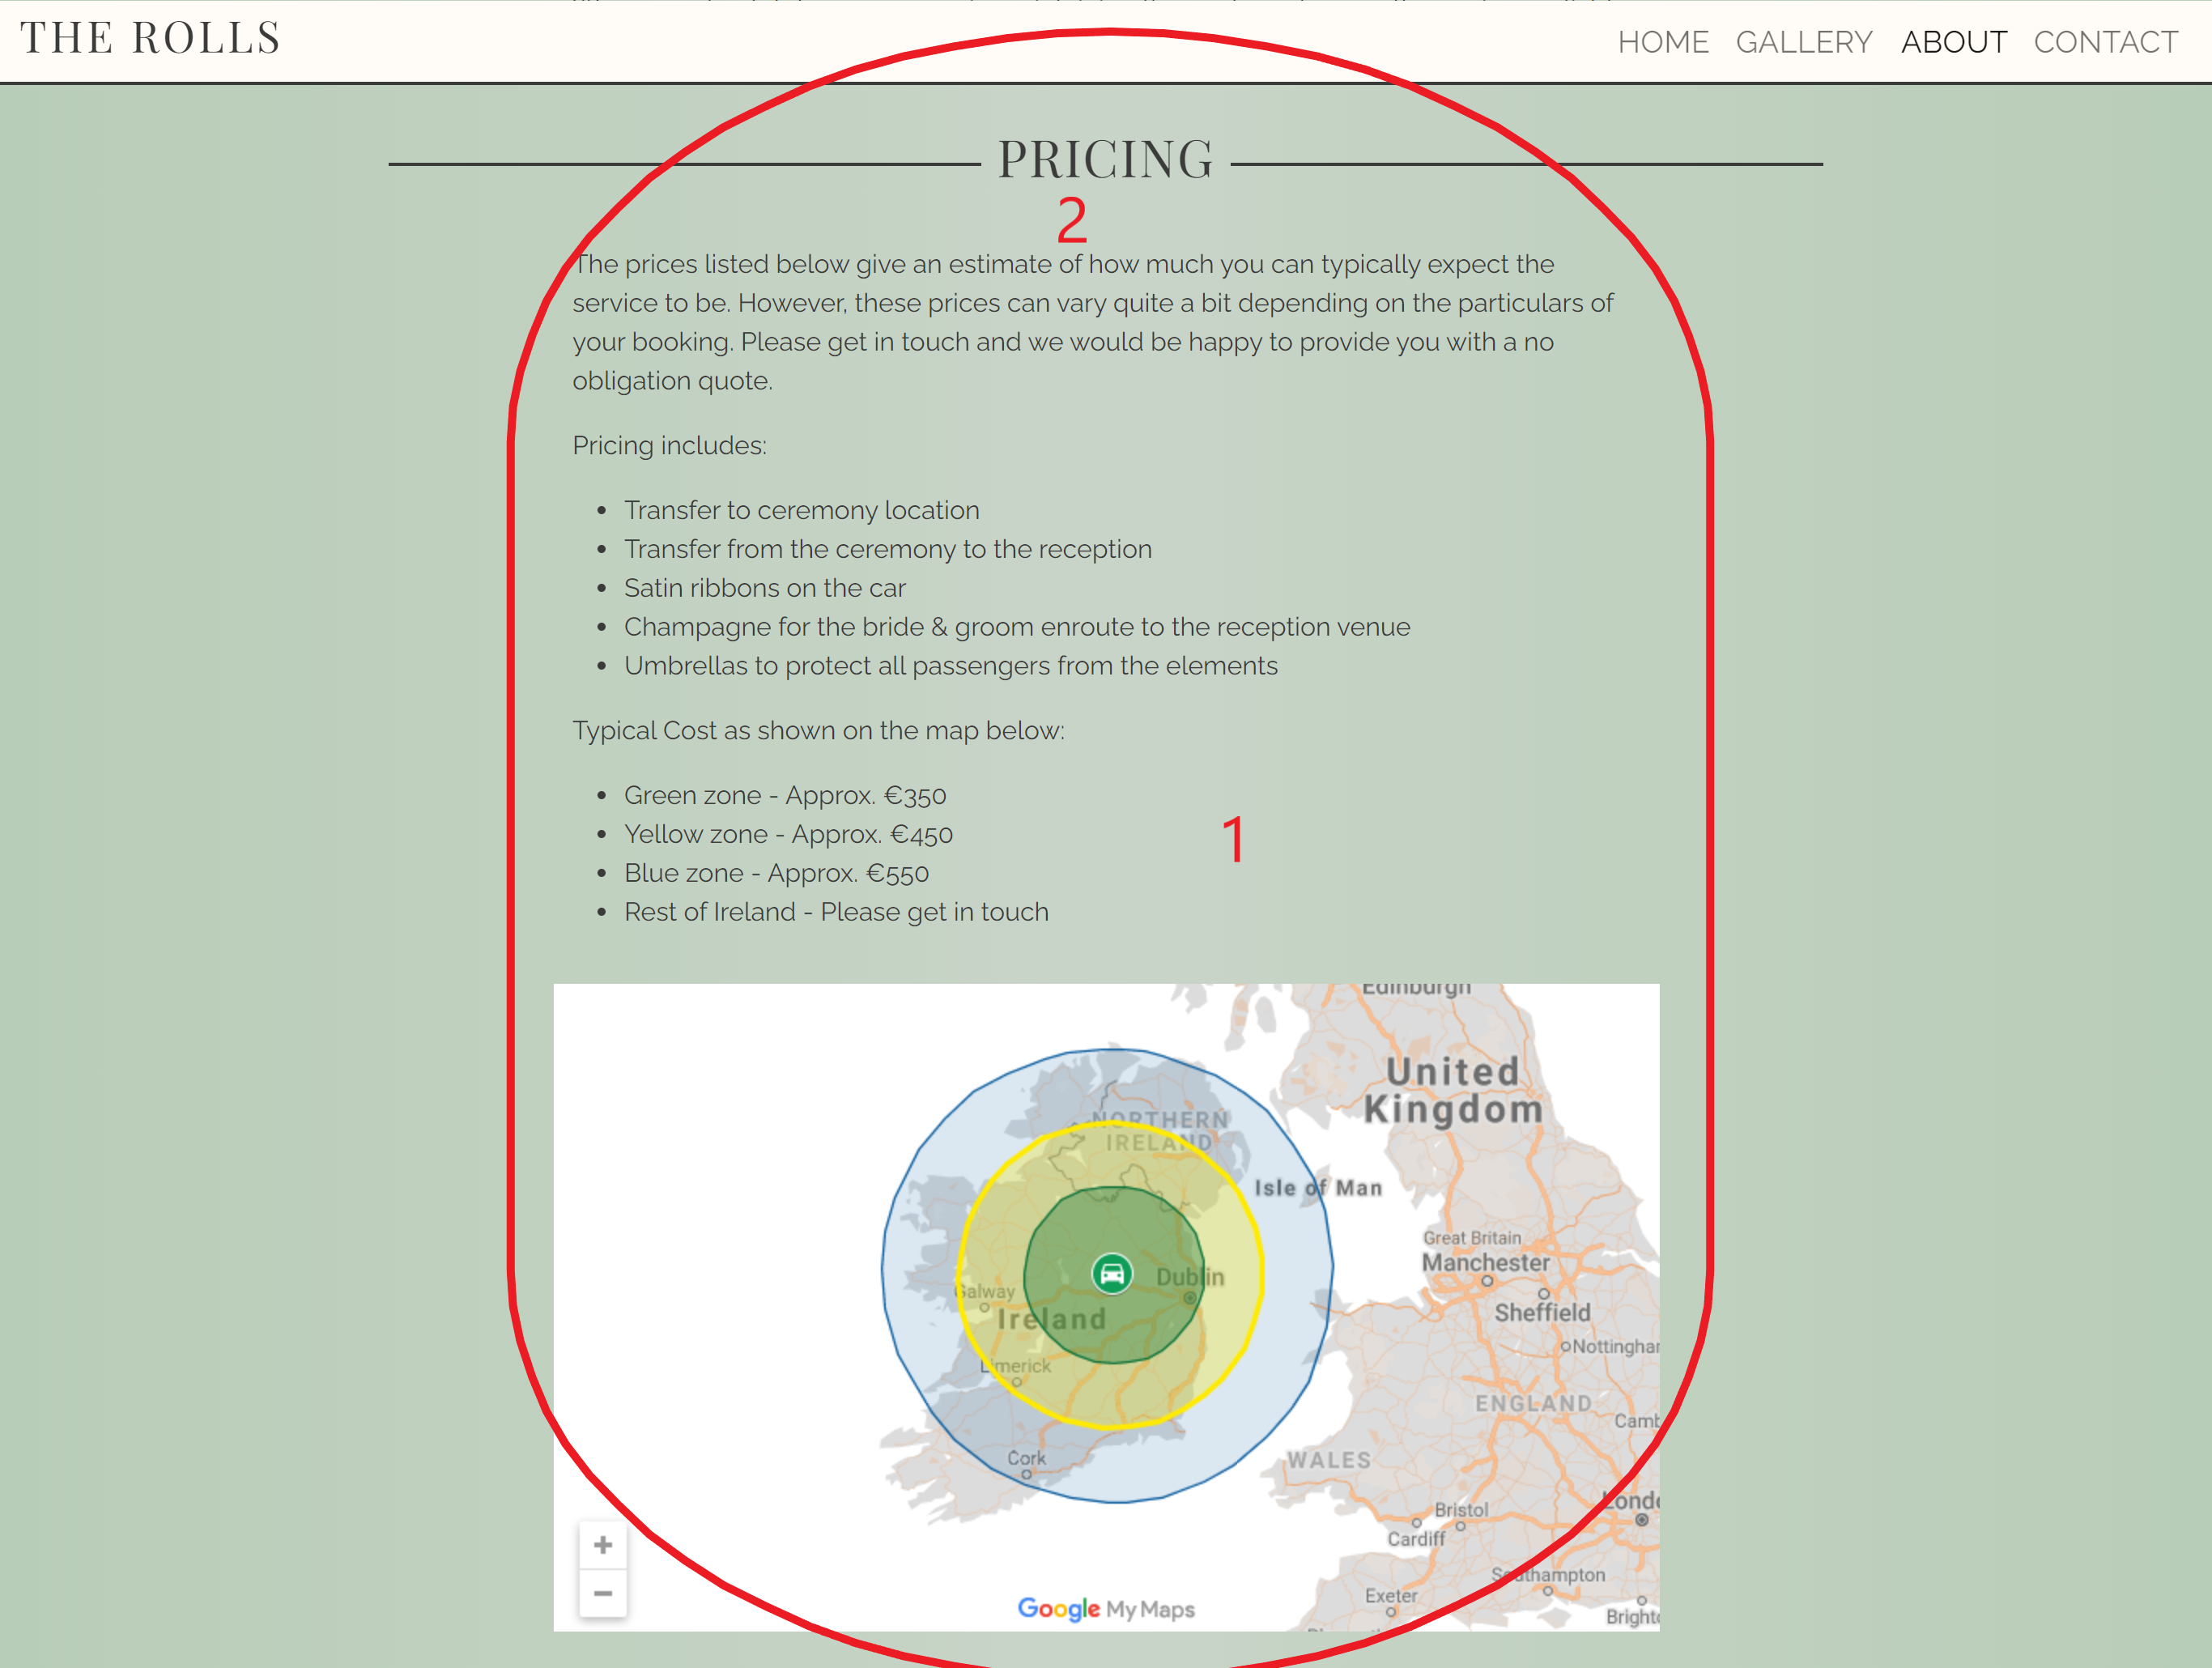 THE ROLLS
HOME GALLERY ABOUT CONTACT
PRICING
2
The prices listed below give an estimate of how much you can typically expect the
service to be. However, these prices can vary quite a bit depending on the particulars of
your booking. Please get in touch and we would be happy to provide you with a no
obligation quote.
Pricing includes:
• Transfer to ceremony location
• Transfer from the ceremony to the reception
• Satin ribbons on the car
• Champagne for the bride & groom enroute to the reception venue
• Umbrellas to protect all passengers from the elements
Typical Cost as shown on the map below:
• Green zone - Approx. €350
• Yellow zone - Approx. €450
1
• Blue zone - Approx. €550
• Rest of Ireland - Please get in touch
Edinburgh
United
Kingdom
NORTHERN
IRELAND
Isle of Man
Great Britain
Manchester
Dublin
Galway
Sheffield
Ireland
Nottingha
Limerick
ENGLAND
Camb
Cork
WALES
Londo
Bristol
Cardiff
+
Southampton
−
Exeter
Google My Maps
Brighto